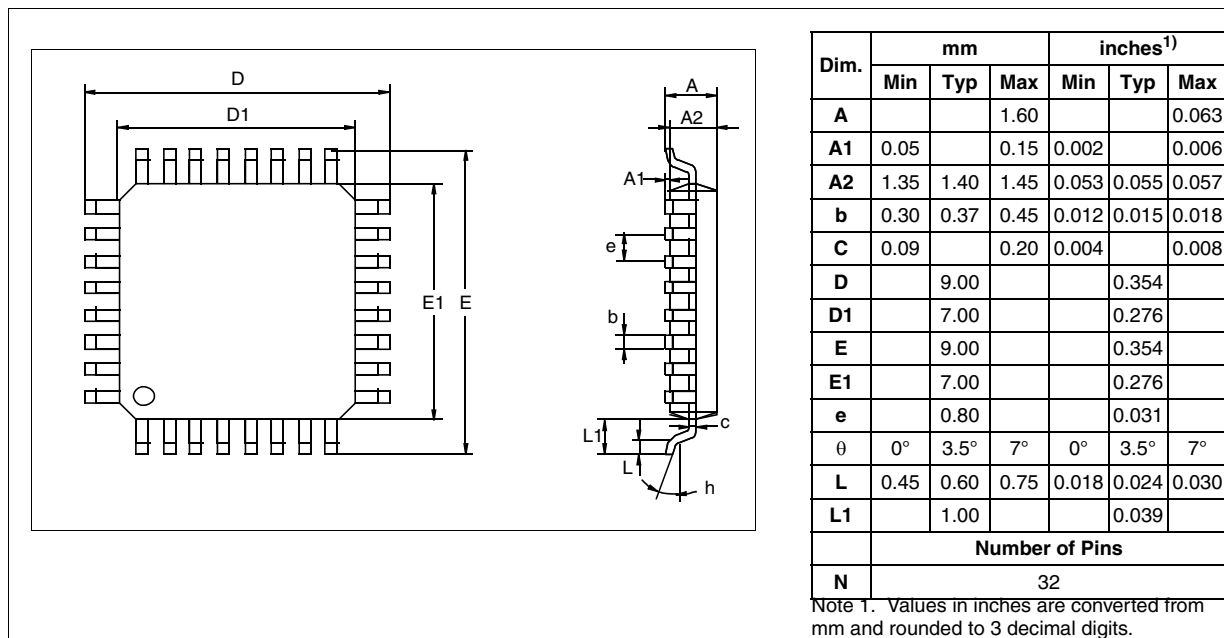 D
D1
E1 E
A
A2
A1
e
b
c
L1
L
h
Dim. mm inches1)
Min Typ Max Min Typ Max
A 1.60 0.063
A1 0.05 0.15 0.002 0.006
A2 1.35 1.40 1.45 0.053 0.055 0.057
b 0.30 0.37 0.45 0.012 0.015 0.018
C 0.09 0.20 0.004 0.008
D 9.00 0.354
D1 7.00 0.276
E 9.00 0.354
E1 7.00 0.276
e 0.80 0.031
θ 0° 3.5° 7° 0° 3.5° 7°
L 0.45 0.60 0.75 0.018 0.024 0.030
L1 1.00 0.039
Number of Pins
N 32
Note 1. Values in inches are converted from
mm and rounded to 3 decimal digits.